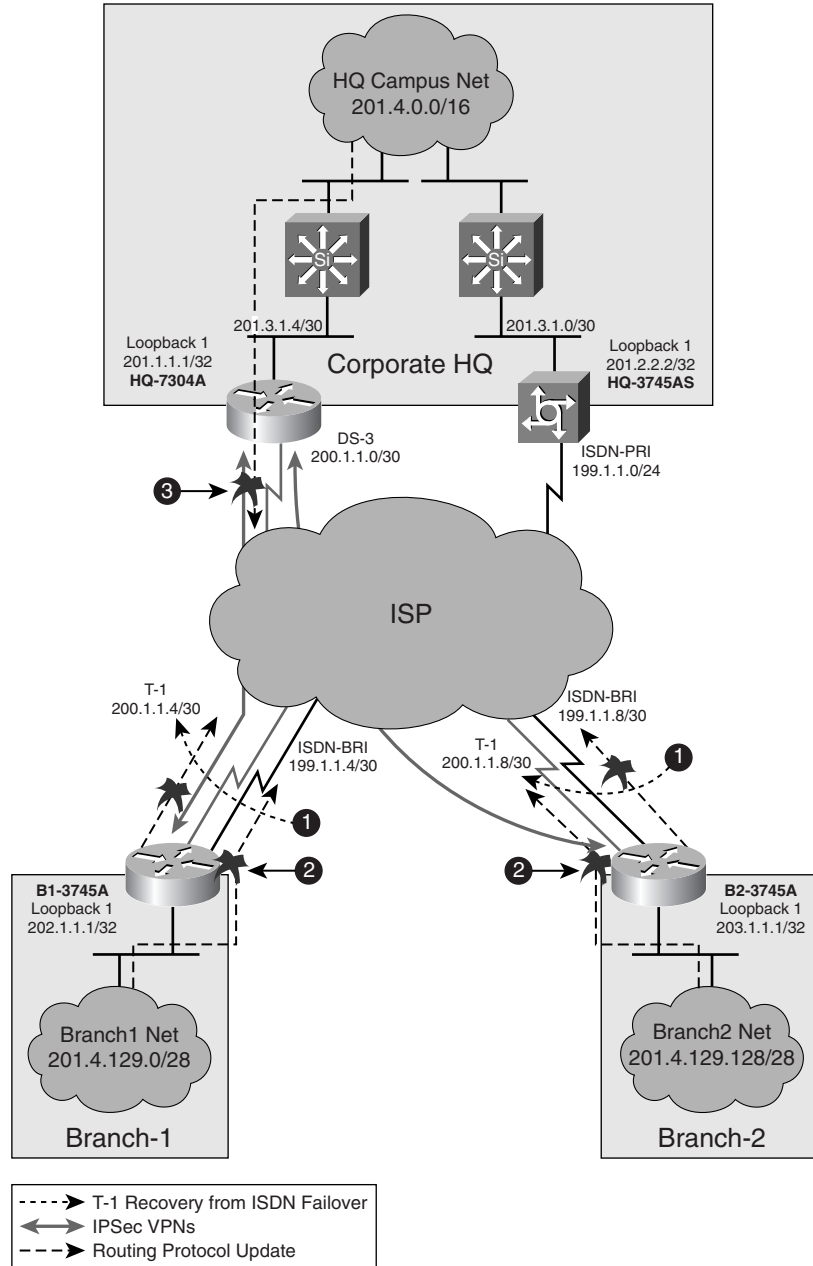 HQ Campus Net
201.4.0.0/16
Si
Si
201.3.1.4/30
201.3.1.0/30
Loopback 1
201.1.1.1/32
HQ-7304A
Corporate HQ
Loopback 1
201.2.2.2/32
HQ-3745AS
DS-3
200.1.1.0/30
ISDN-PRI
199.1.1.0/24
3
ISP
T-1
200.1.1.4/30
ISDN-BRI
199.1.1.4/30
ISDN-BRI
199.1.1.8/30
T-1
200.1.1.8/30
1
1
2
2
B1-3745A
Loopback 1
202.1.1.1/32
B2-3745A
Loopback 1
203.1.1.1/32
Branch1 Net
201.4.129.0/28
Branch2 Net
201.4.129.128/28
Branch-1
Branch-2
T-1 Recovery from ISDN Failover
IPSec VPNs
Routing Protocol Update